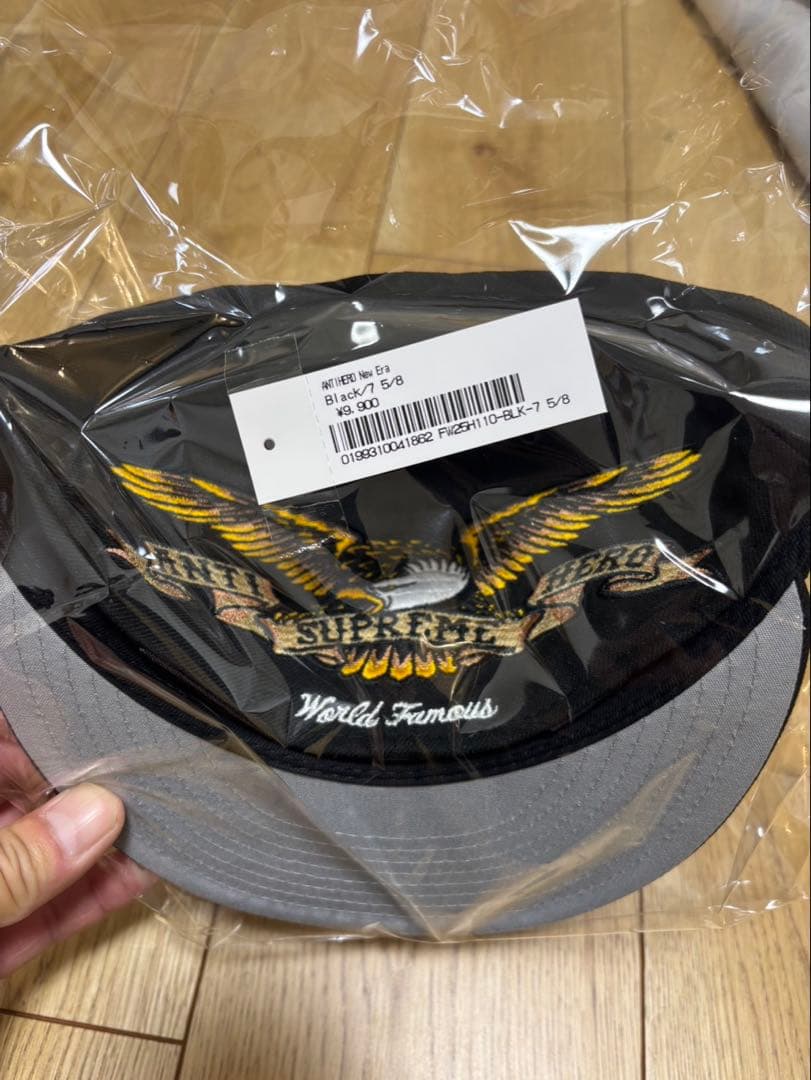 ANTIHERO New Era
Black/7 5/8
¥9,900
0199310041862 FW25H110-BLK-7 5/8
ANTI HERO
SUPREME
World Famous